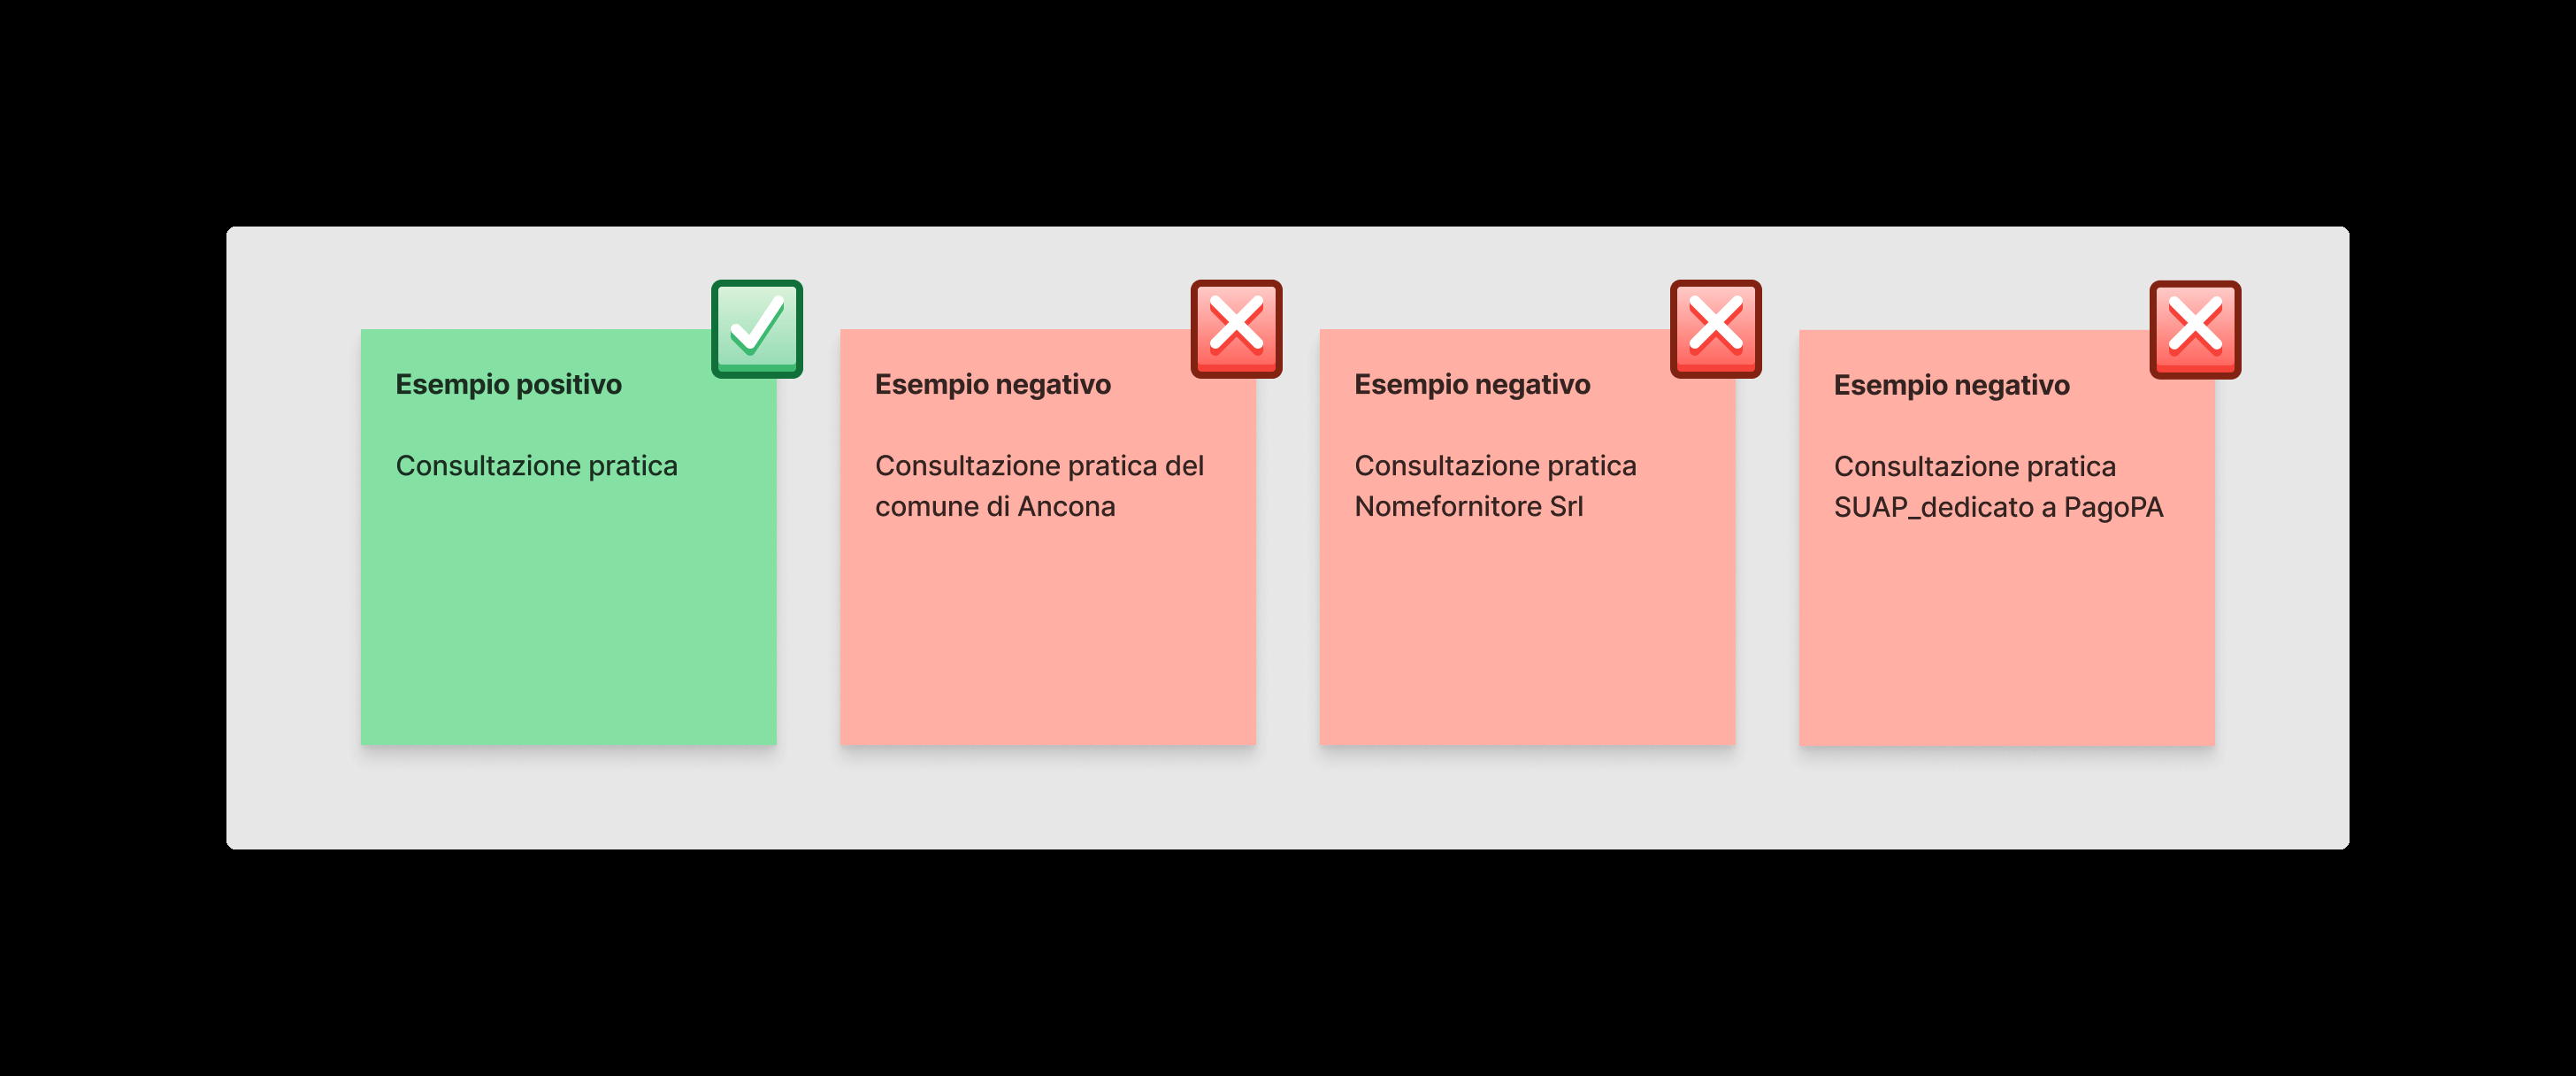 Esempio positivo
Consultazione pratica
Esempio negativo
Consultazione pratica del
comune di Ancona
Esempio negativo
Consultazione pratica
Nomefornitore Srl
Esempio negativo
Consultazione pratica
SUAP_dedicato a PagoPA